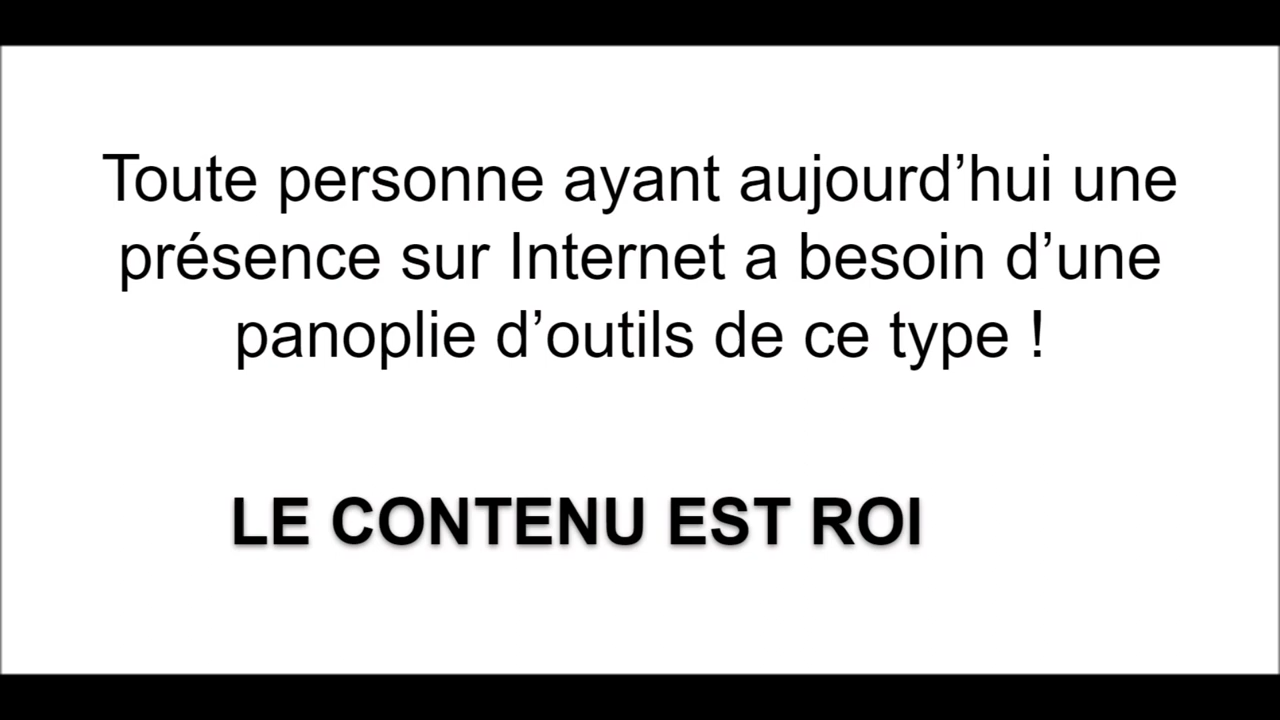 Toute personne ayant aujourd’hui une
présence sur Internet a besoin d’une
panoplie d’outils de ce type !
LE CONTENU EST ROI